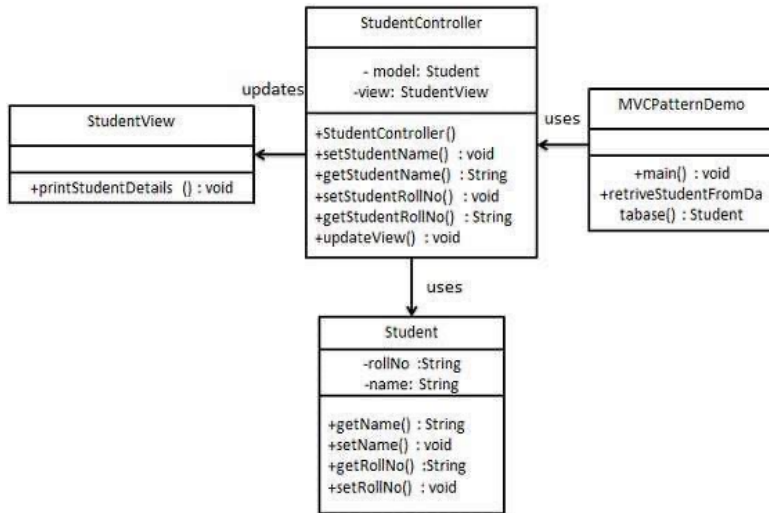 StudentController
- model: Student
-view: StudentView
+StudentController()
+setStudentName() : void
+getStudentName() : String
+setStudentRollNo() : void
+getStudentRollNo() : String
+updateView() : void
updates
StudentView
+printStudentDetails () : void
uses
MVCPatternDemo
+main() : void
+retriveStudentFromDa
tabase() : Student
uses
Student
-rollNo :String
-name: String
+getName() : String
+setName() : void
+getRollNo() :String
+setRollNo() : void